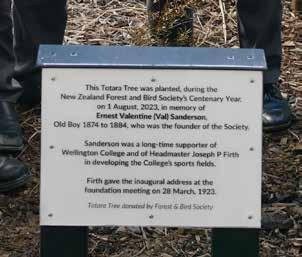 This Totara Tree was planted, during the
New Zealand Forest and Bird Society's Centenary Year,
on 1 August, 2023, in memory of
Ernest Valentine (Val) Sanderson,
Old Boy 1874 to 1884, who was the founder of the Society.
Sanderson was a long-time supporter of
Wellington College and of Headmaster Joseph P Firth
in developing the College's sports fields.
Firth gave the inaugural address at the
foundation meeting on 28 March, 1923.
Totara Tree donated by Forest & Bird Society